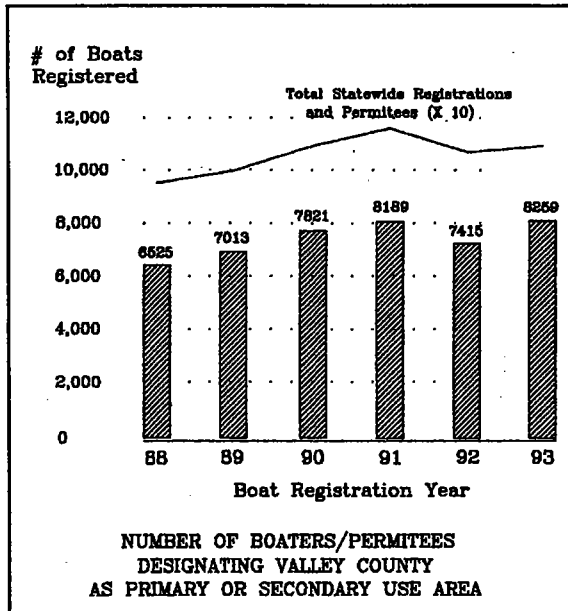 # of Boats
Registered
Total Statewide Registrations
and Permitees (X 10)
12,000
10,000
8,000
6,000
4,000
2,000
0
6525
7013
7821
8189
7415
8259
88 89 90 91 92 93
Boat Registration Year
NUMBER OF BOATERS/PERMITEES
DESIGNATING VALLEY COUNTY
AS PRIMARY OR SECONDARY USE AREA